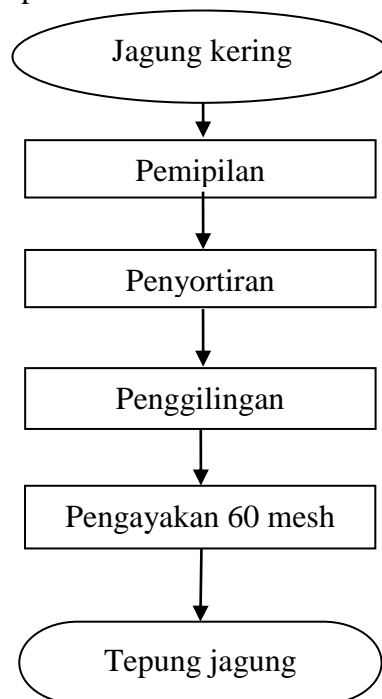 Jagung kering
Pemipilan
Penyortiran
Penggilingan
Pengayakan 60 mesh
Tepung jagung